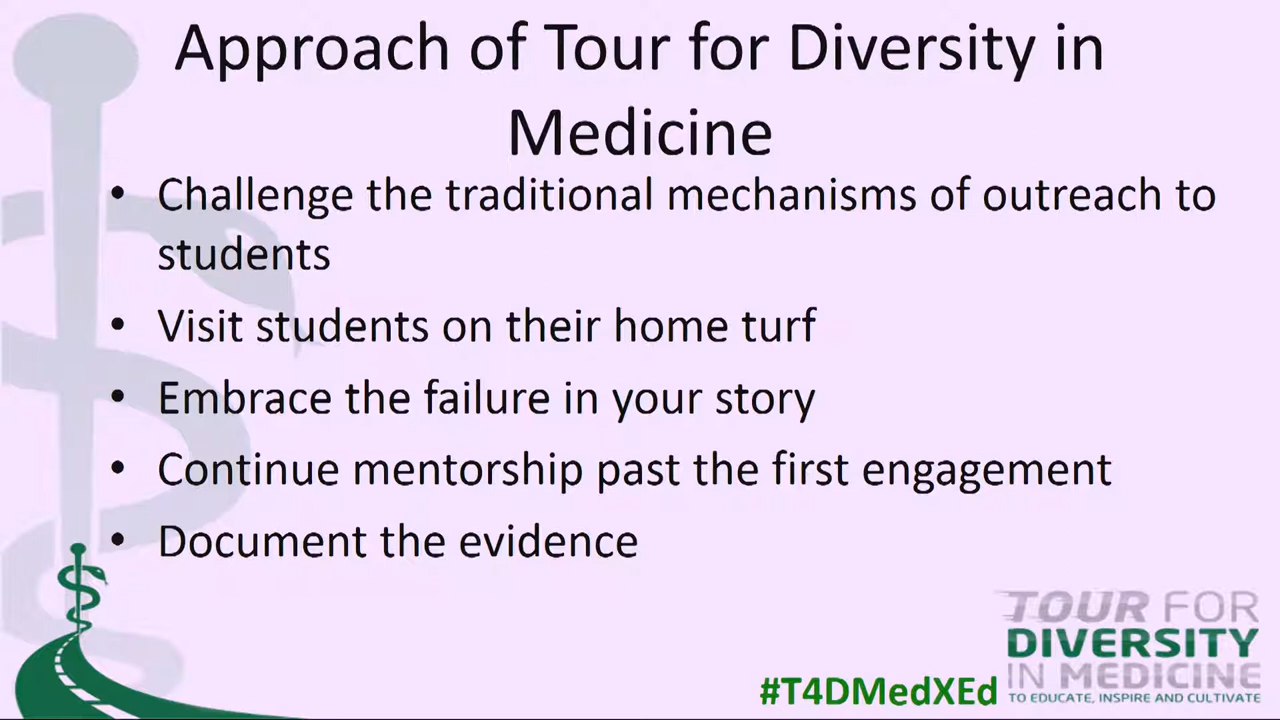 Approach of Tour for Diversity in
Medicine
• Challenge the traditional mechanisms of outreach to
students
• Visit students on their home turf
• Embrace the failure in your story
• Continue mentorship past the first engagement
• Document the evidence
TOUR FOR
DIVERSITY
IN MEDICINE
TO EDUCATE, INSPIRE AND CULTIVATE
#T4DMedXEd